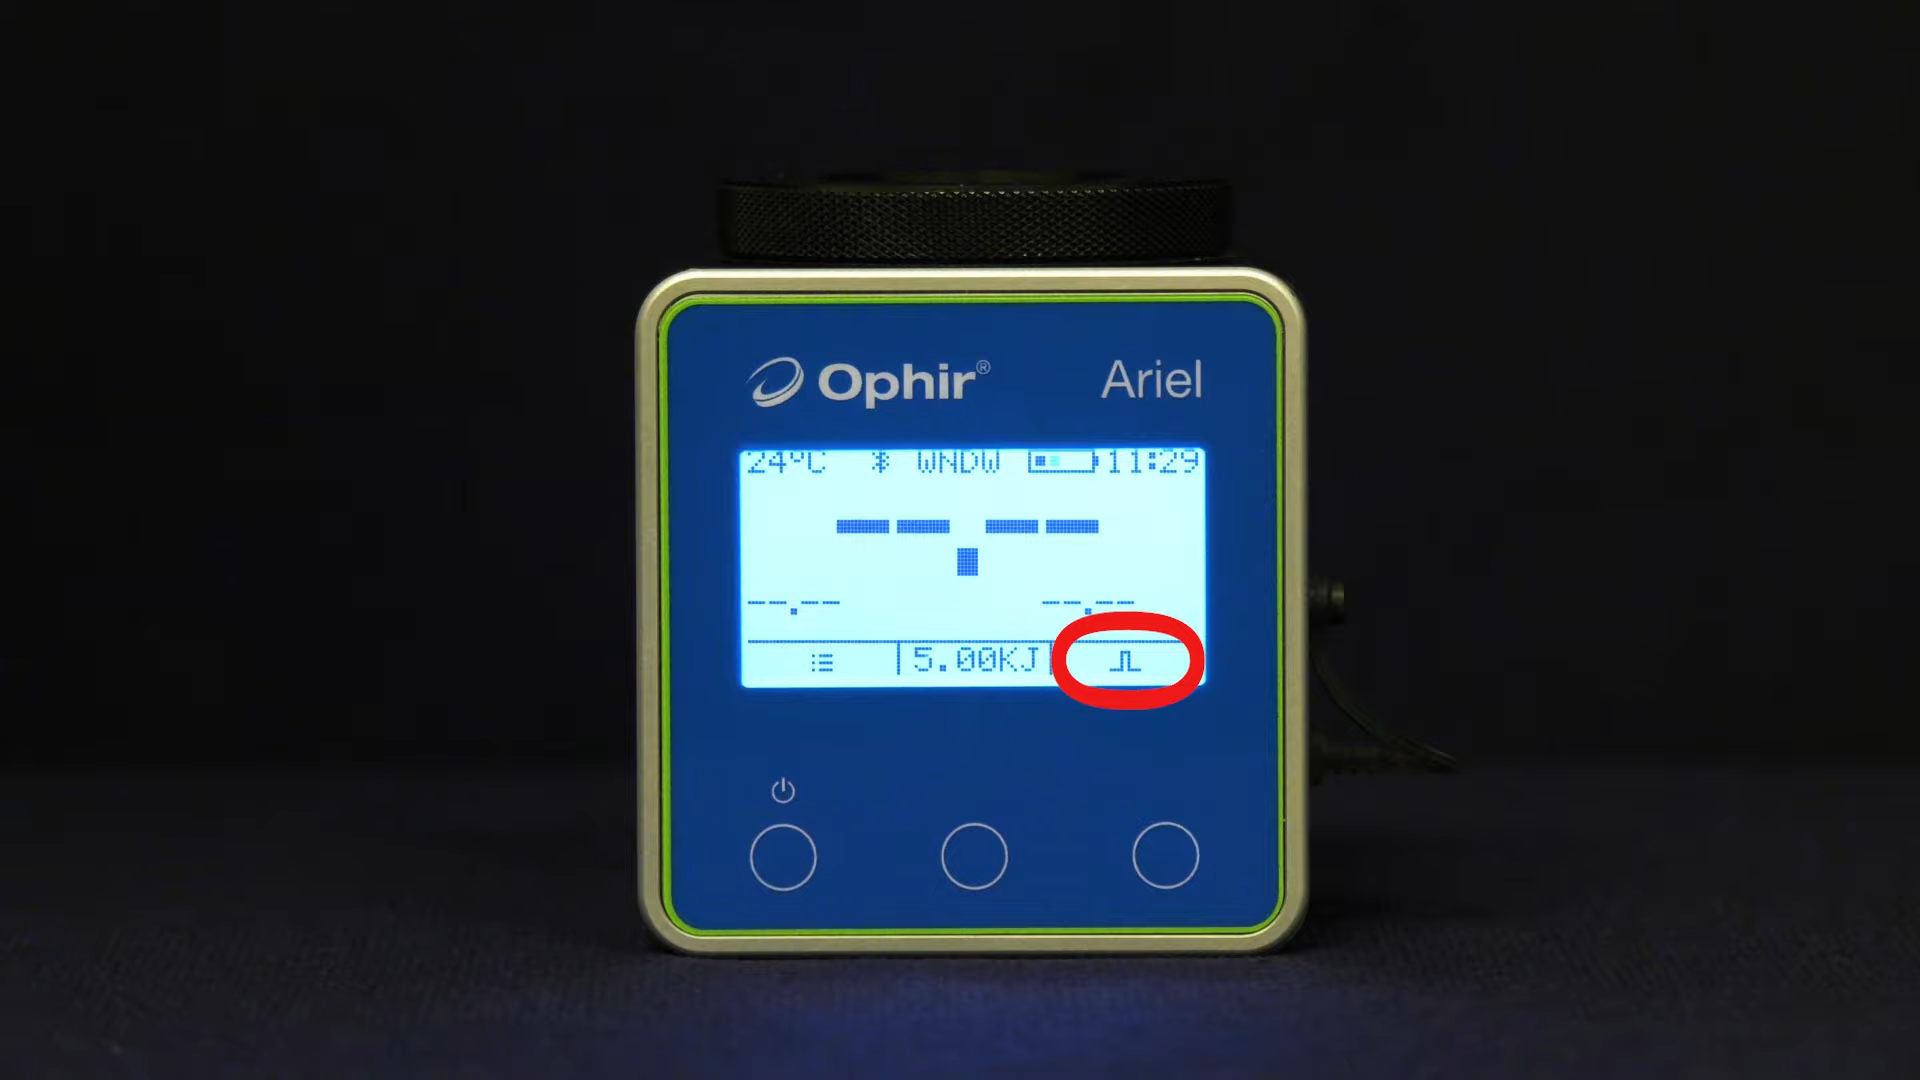 Ophir® Ariel
24°C WNDW 11:29
--.-- 
--.-- --.--
5.00KJ